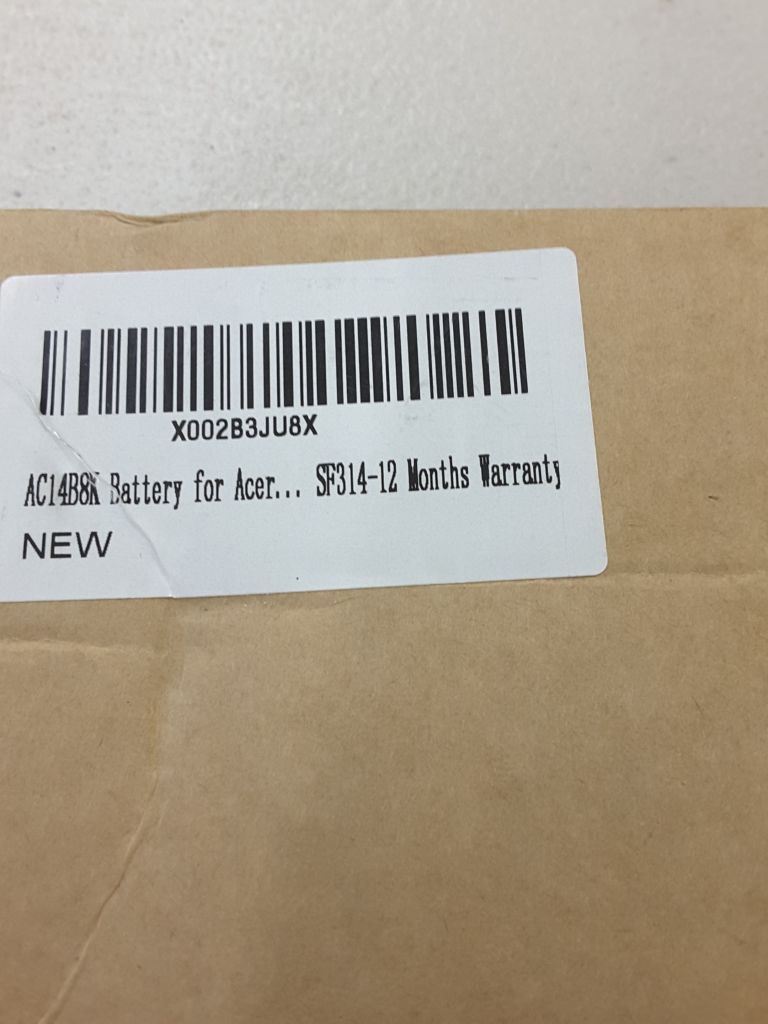 X002B3JU8X
AC14B8K Battery for Acer... SF314-12 Months Warranty
NEW